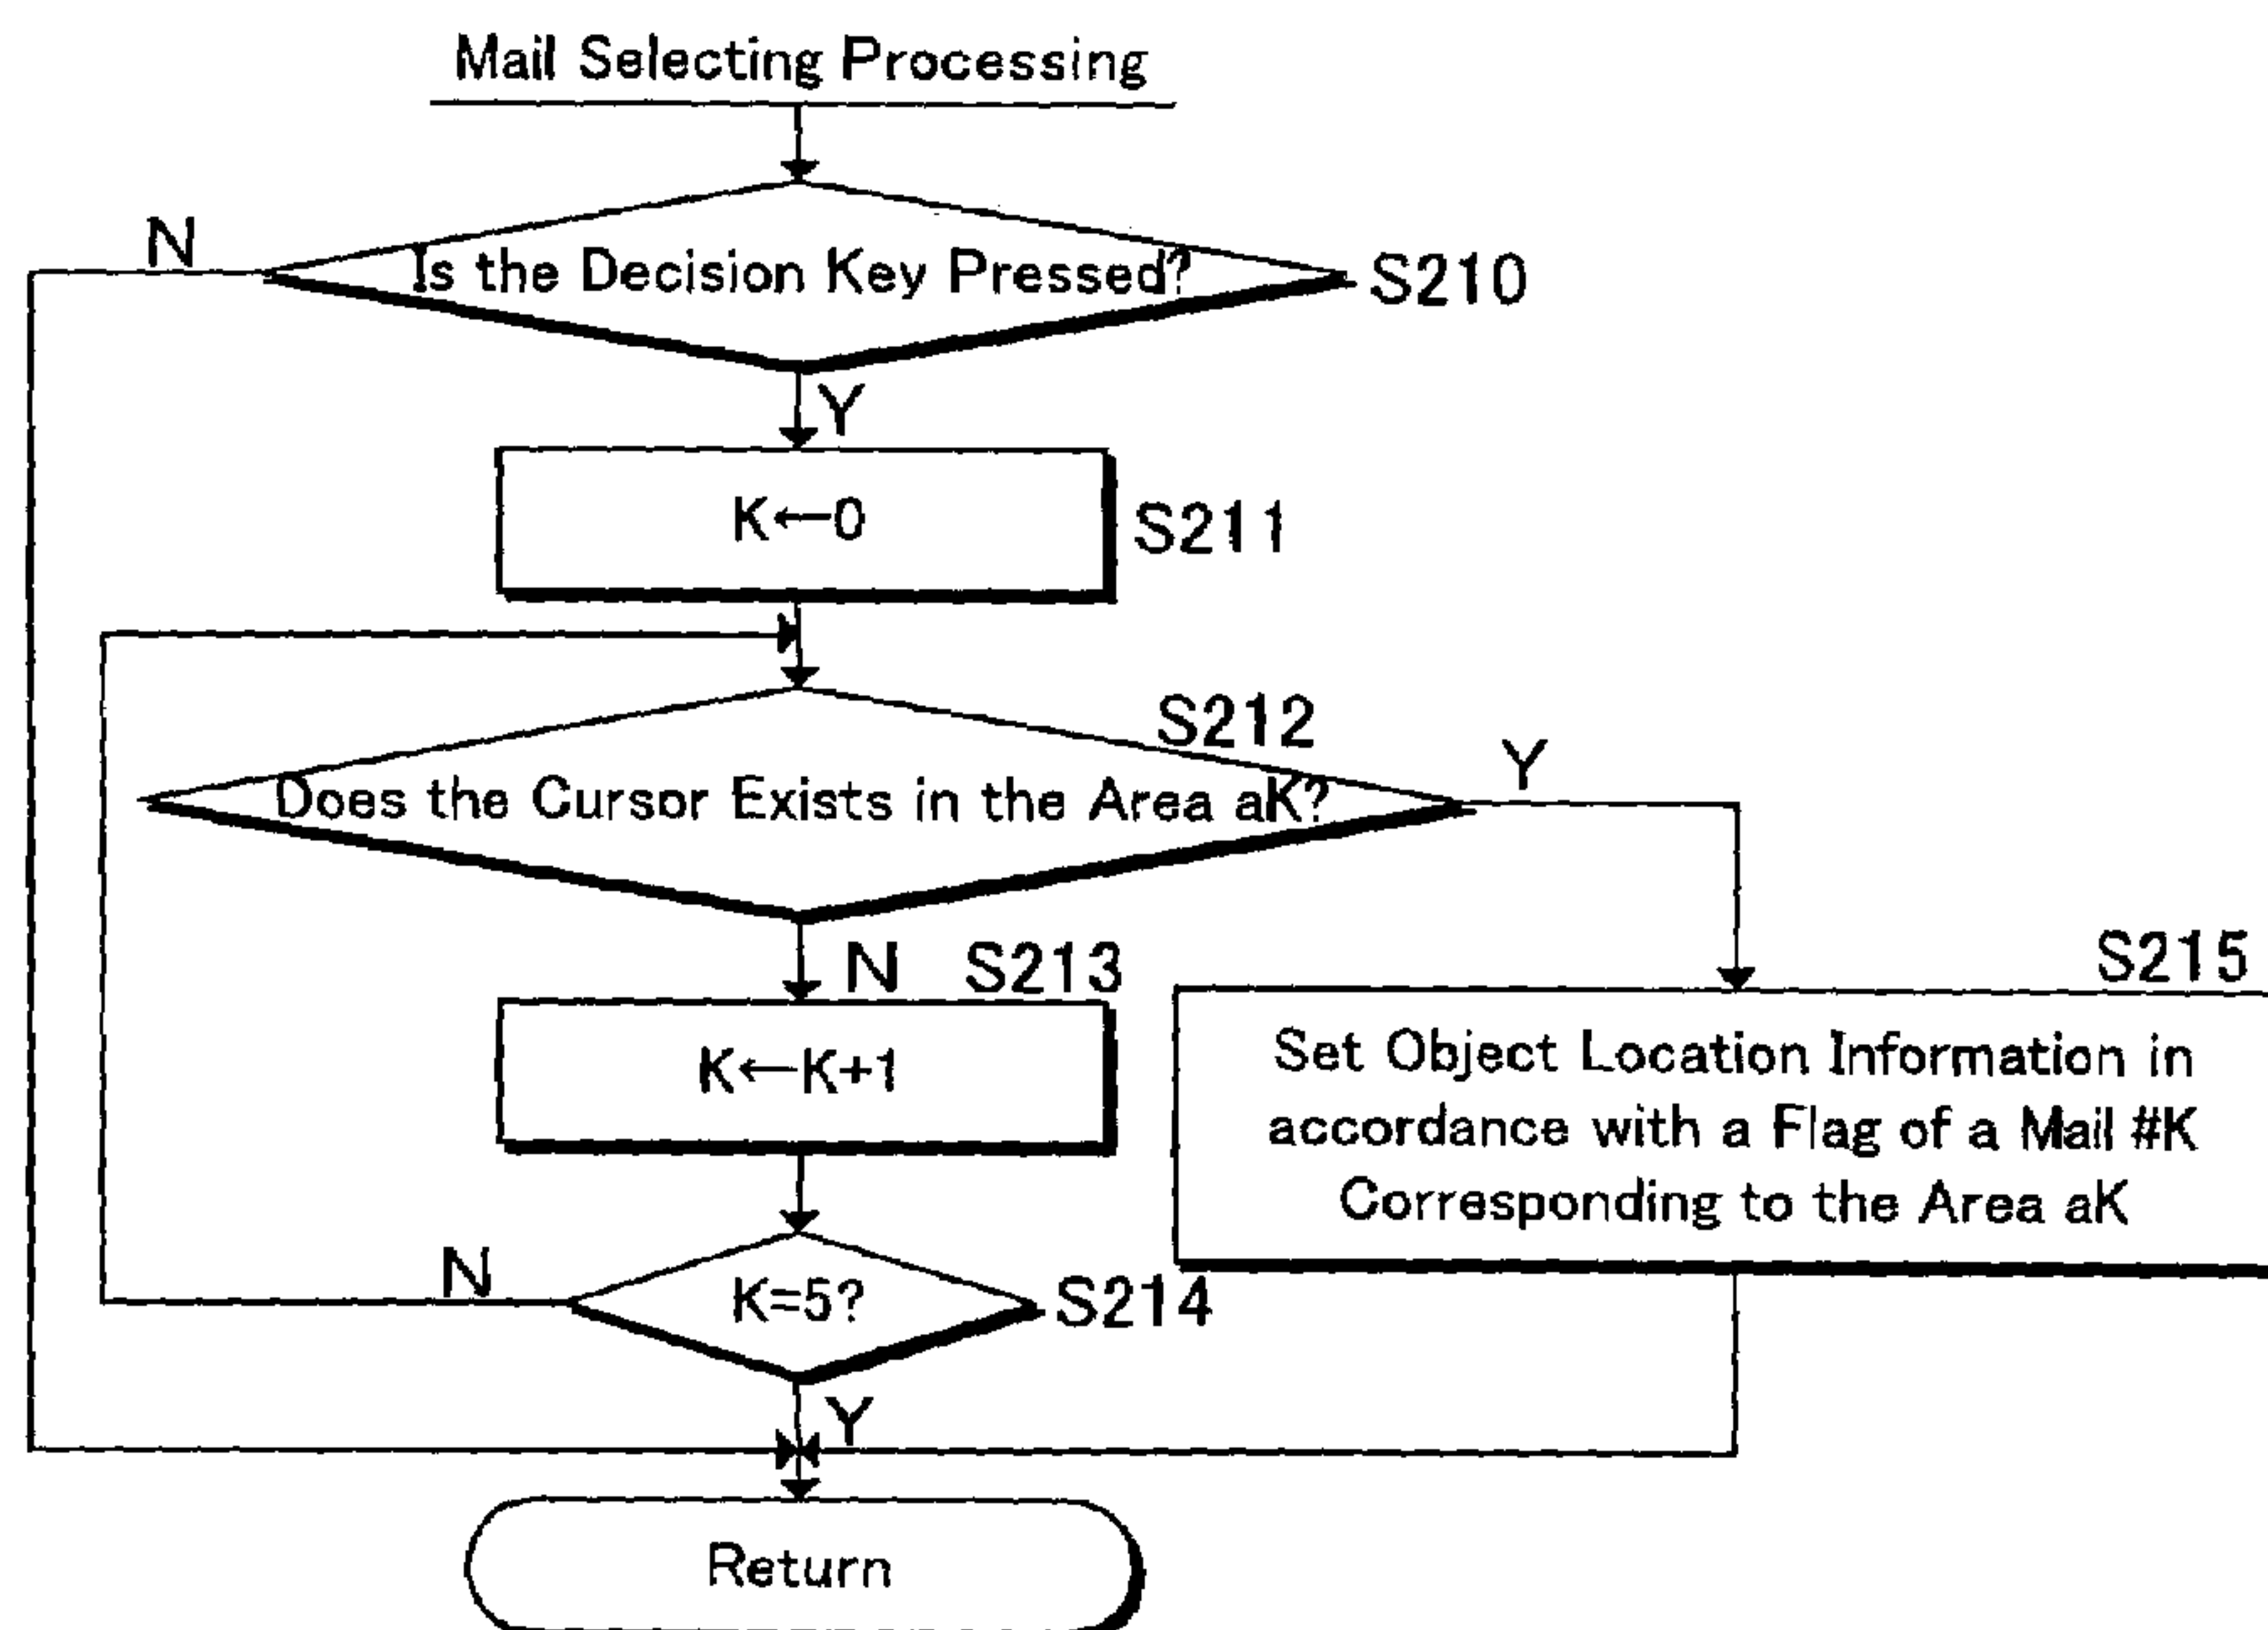 Mail Selecting Processing
N
Is the Decision Key Pressed?
S210
Y
K←0
S211
S212
Y
Does the Cursor Exists in the Area aK?
N
S213
S215
K←K+1
Set Object Location Information in
accordance with a Flag of a Mail #K
Corresponding to the Area aK
N
K=5?
S214
Y
Return